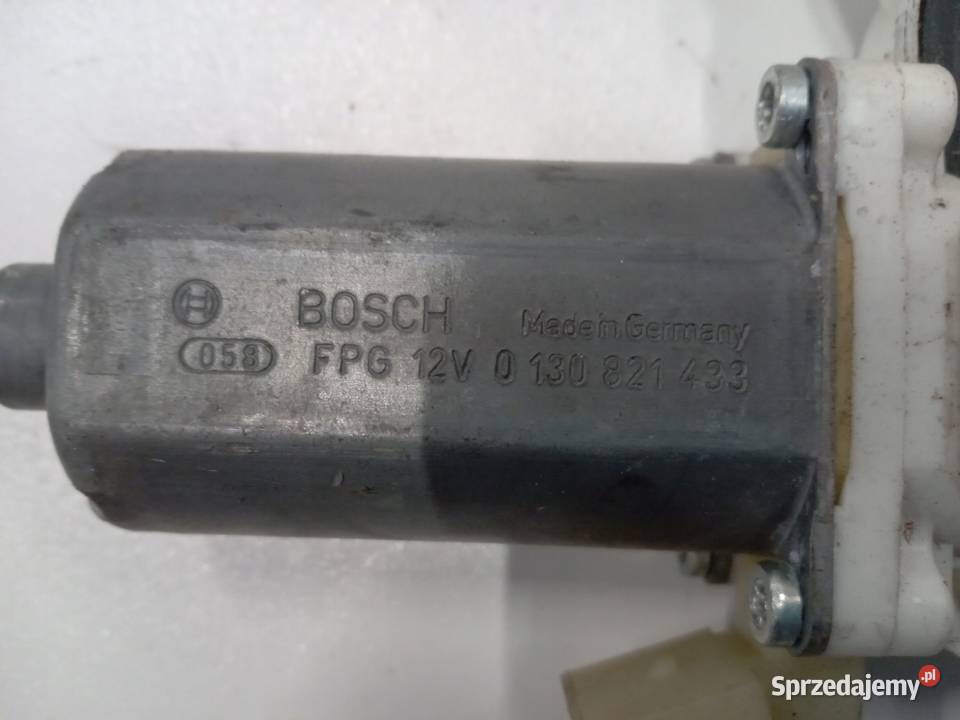 BOSCH Made in Germany
058 FPG 12V 0 130 821 433
Sprzedajemy.pl